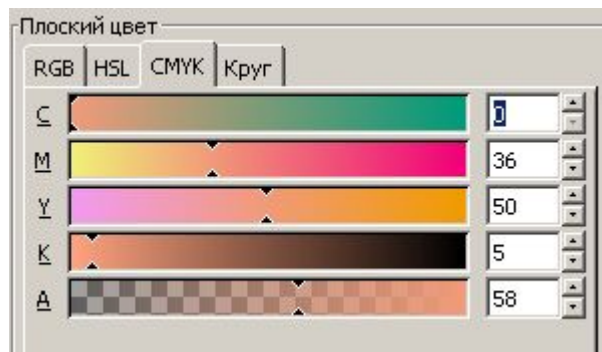 Плоский цвет
RGB HSL CMYK Круг
C 0
M 36
Y 50
K 5
A 58